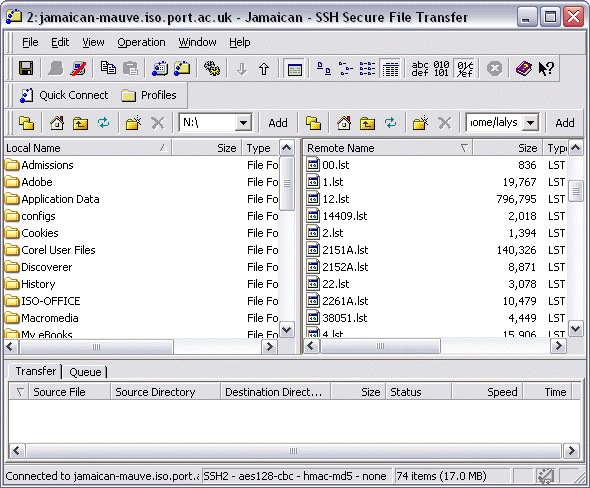 2:jamaican-mauve.iso.port.ac.uk - Jamaican - SSH Secure File Transfer
File Edit View Operation Window Help
abc def 010 101
Quick Connect Profiles
N:\ Add ome/lalys Add
Local Name Size Type Remote Name Size Typ
Admissions File Fo 00.lst 836 LST
Adobe File Fo 1.lst 19,767 LST
Application Data File Fo 12.lst 796,795 LST
configs File Fo 14409.lst 2,018 LST
Cookies File Fo 2.lst 1,394 LST
Corel User Files File Fo 2151A.lst 140,326 LST
Discoverer File Fo 2152A.lst 8,871 LST
History File Fo 22.lst 3,078 LST
ISO-OFFICE File Fo 2261A.lst 10,479 LST
Macromedia File Fo 38051.lst 4,449 LST
My eBooks File Fo 4.lst 15,906 LST
Transfer Queue
Source File Source Directory Destination Direct... Size Status Speed Time
Connected to jamaican-mauve.iso.port.a SSH2 - aes128-cbc - hmac-md5 - none 74 items (17.0 MB)